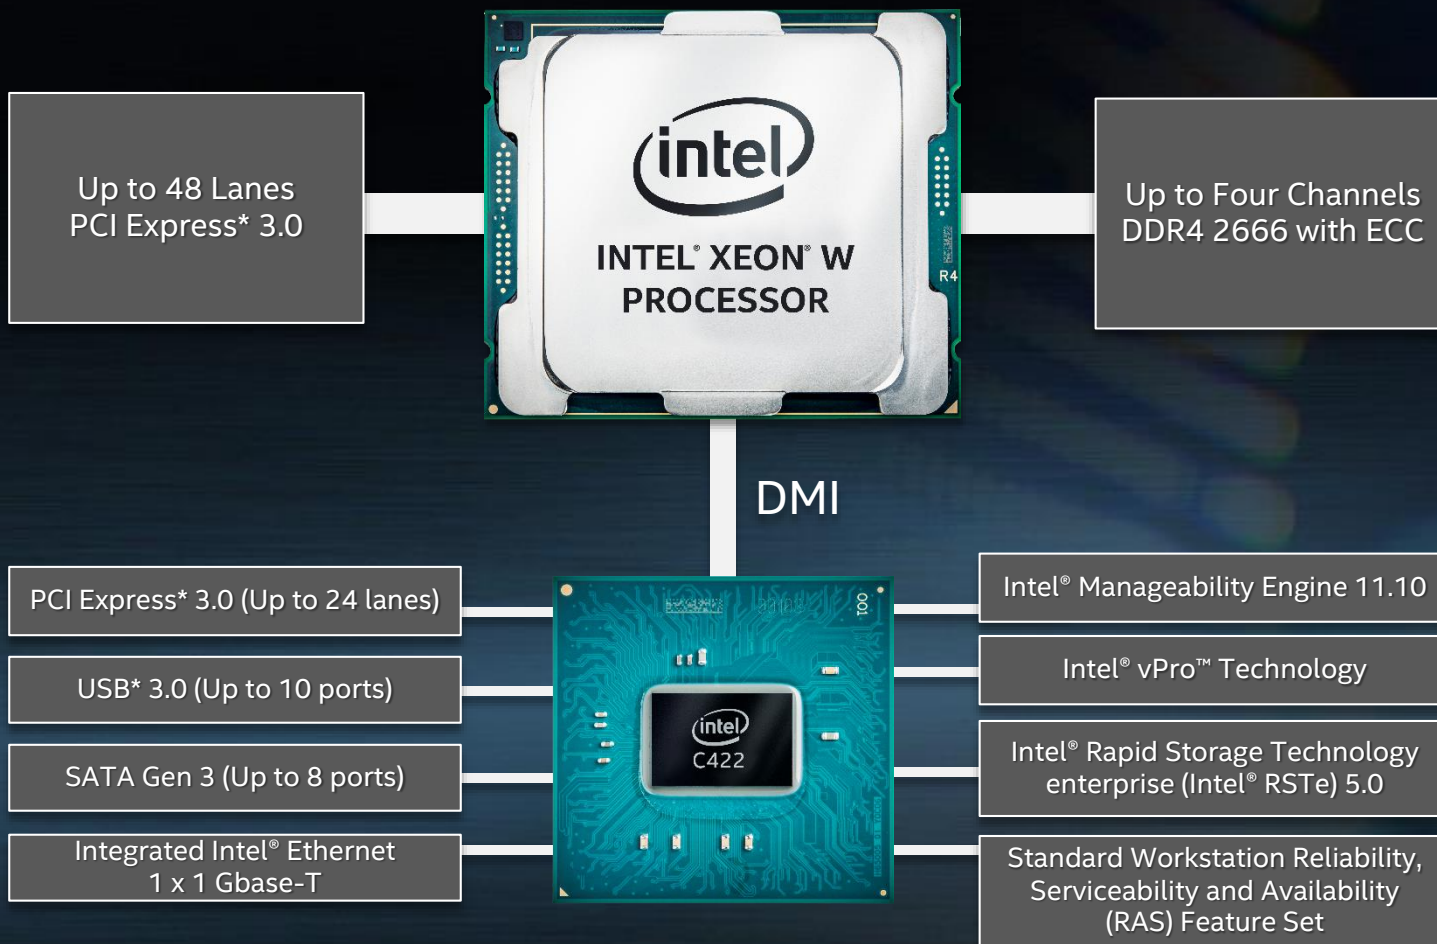 Up to 48 Lanes
PCI Express* 3.0
intel
INTEL® XEON® W
PROCESSOR
R4
Up to Four Channels
DDR4 2666 with ECC
DMI
PCI Express* 3.0 (Up to 24 lanes)
USB* 3.0 (Up to 10 ports)
SATA Gen 3 (Up to 8 ports)
Integrated Intel® Ethernet
1 x 1 Gbase-T
001
intel
C422
Intel® Manageability Engine 11.10
Intel® vPro™ Technology
Intel® Rapid Storage Technology
enterprise (Intel® RSTe) 5.0
Standard Workstation Reliability,
Serviceability and Availability
(RAS) Feature Set